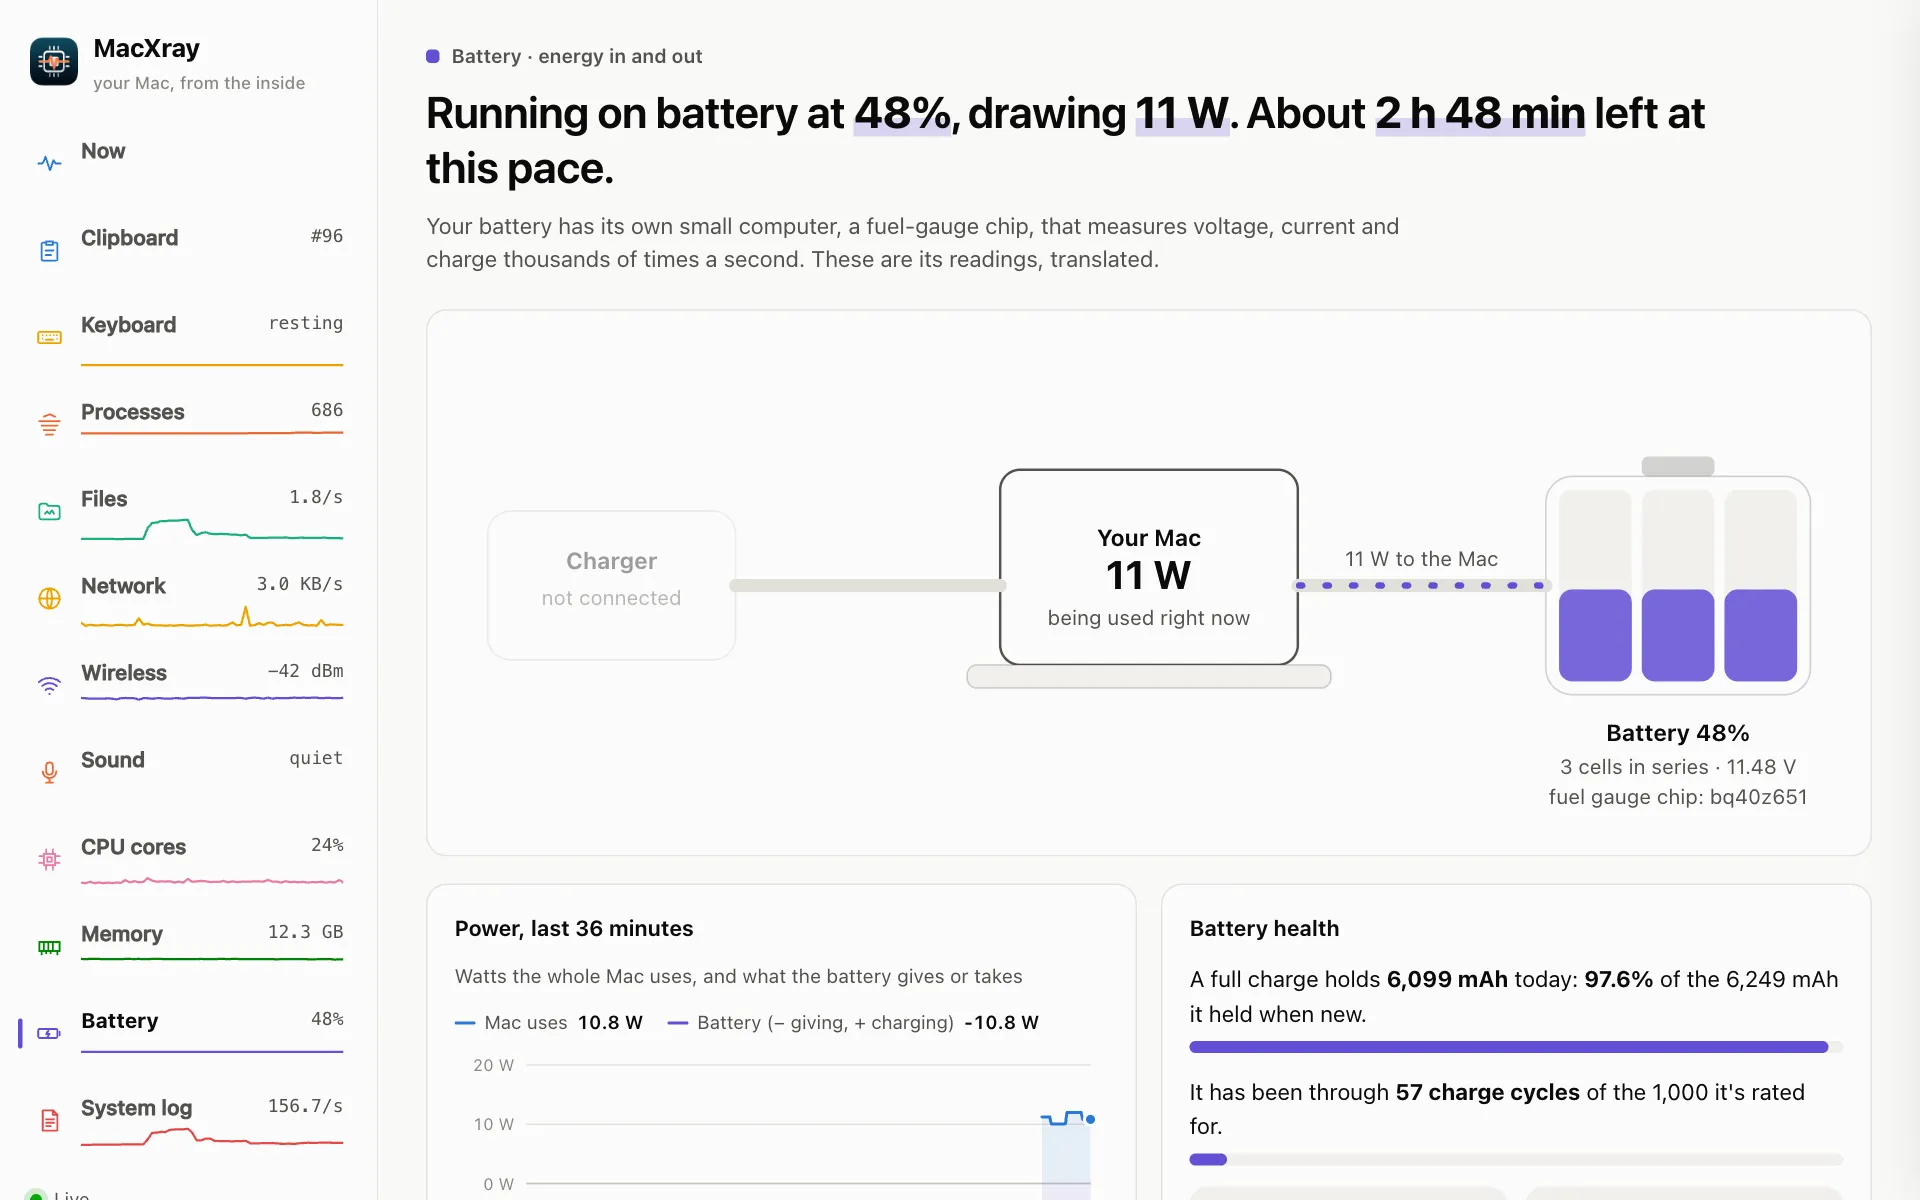 MacXray
your Mac, from the inside
Now
Clipboard #96
Keyboard resting
Processes 686
Files 1.8/s
Network 3.0 KB/s
Wireless −42 dBm
Sound quiet
CPU cores 24%
Memory 12.3 GB
Battery 48%
System log 156.7/s
Live
Battery · energy in and out
Running on battery at 48%, drawing 11 W. About 2 h 48 min left at
this pace.
Your battery has its own small computer, a fuel-gauge chip, that measures voltage, current and
charge thousands of times a second. These are its readings, translated.
Charger
not connected
Your Mac
11 W
being used right now
11 W to the Mac
Battery 48%
3 cells in series · 11.48 V
fuel gauge chip: bq40z651
Power, last 36 minutes
Watts the whole Mac uses, and what the battery gives or takes
Mac uses 10.8 W Battery (− giving, + charging) -10.8 W
20 W
10 W
0 W
Battery health
A full charge holds 6,099 mAh today: 97.6% of the 6,249 mAh
it held when new.
It has been through 57 charge cycles of the 1,000 it's rated
for.